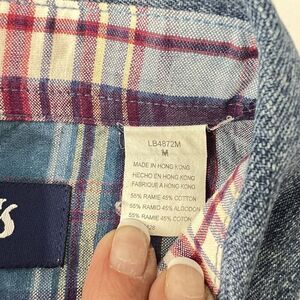 LB4872M
M
MADE IN HONG KONG
HECHO EN HONG KONG
FABRIQUE A HONG KONG
55% RAMIE 45% COTTON
55% RAMIO 45% ALGODON
55% RAMIE 45% COTON